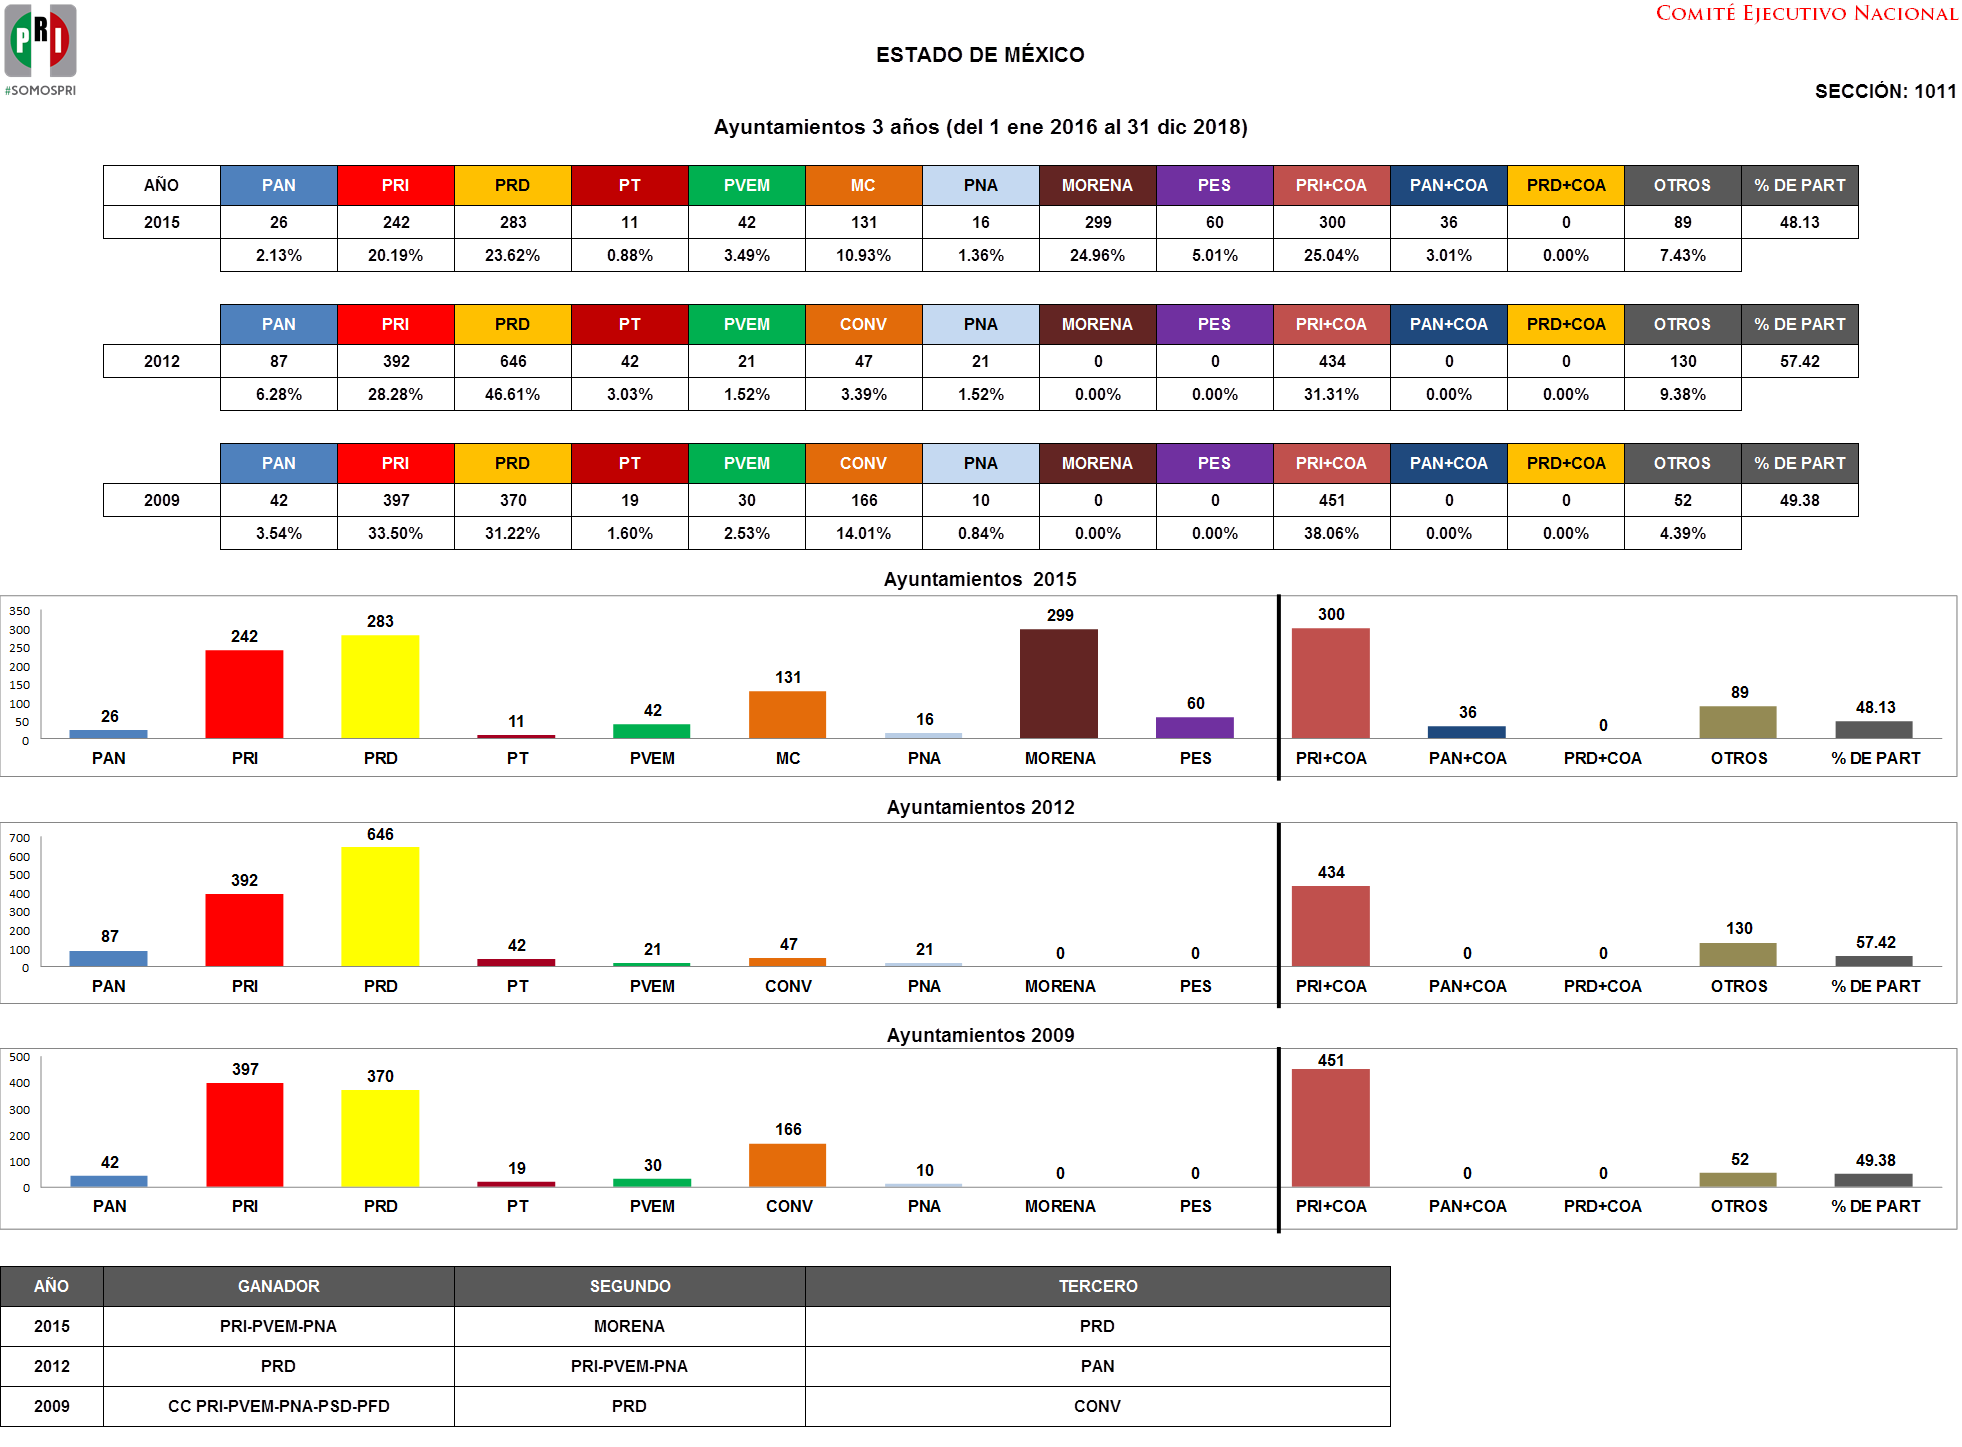 PRI
#SOMOSPRI
COMITÉ EJECUTIVO NACIONAL
ESTADO DE MÉXICO
SECCIÓN: 1011
Ayuntamientos 3 años (del 1 ene 2016 al 31 dic 2018)
AÑO PAN PRI PRD PT PVEM MC PNA MORENA PES PRI+COA PAN+COA PRD+COA OTROS % DE PART
2015 26 242 283 11 42 131 16 299 60 300 36 0 89 48.13
2.13% 20.19% 23.62% 0.88% 3.49% 10.93% 1.36% 24.96% 5.01% 25.04% 3.01% 0.00% 7.43%
PAN PRI PRD PT PVEM CONV PNA MORENA PES PRI+COA PAN+COA PRD+COA OTROS % DE PART
2012 87 392 646 42 21 47 21 0 0 434 0 0 130 57.42
6.28% 28.28% 46.61% 3.03% 1.52% 3.39% 1.52% 0.00% 0.00% 31.31% 0.00% 0.00% 9.38%
PAN PRI PRD PT PVEM CONV PNA MORENA PES PRI+COA PAN+COA PRD+COA OTROS % DE PART
2009 42 397 370 19 30 166 10 0 0 451 0 0 52 49.38
3.54% 33.50% 31.22% 1.60% 2.53% 14.01% 0.84% 0.00% 0.00% 38.06% 0.00% 0.00% 4.39%
Ayuntamientos 2015
350
300
250
200
150
100
50
0
26 242 283 11 42 131 16 299 60 300 36 0 89 48.13
PAN PRI PRD PT PVEM MC PNA MORENA PES PRI+COA PAN+COA PRD+COA OTROS % DE PART
Ayuntamientos 2012
700
600
500
400
300
200
100
0
87 392 646 42 21 47 21 0 0 434 0 0 130 57.42
PAN PRI PRD PT PVEM CONV PNA MORENA PES PRI+COA PAN+COA PRD+COA OTROS % DE PART
Ayuntamientos 2009
500
400
300
200
100
0
42 397 370 19 30 166 10 0 0 451 0 0 52 49.38
PAN PRI PRD PT PVEM CONV PNA MORENA PES PRI+COA PAN+COA PRD+COA OTROS % DE PART
AÑO GANADOR SEGUNDO TERCERO
2015 PRI-PVEM-PNA MORENA PRD
2012 PRD PRI-PVEM-PNA PAN
2009 CC PRI-PVEM-PNA-PSD-PFD PRD CONV